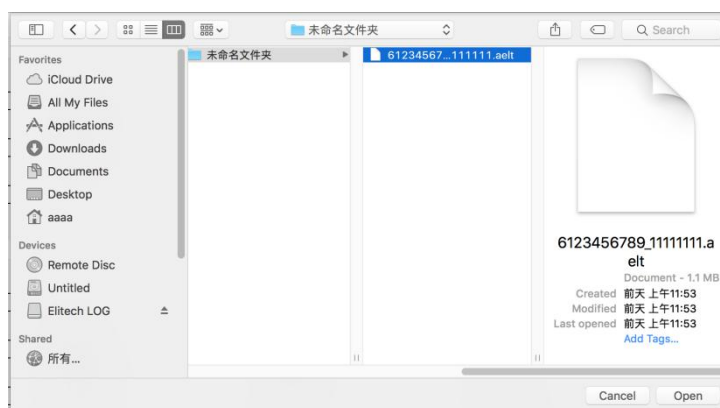 未命名文件夹
Search
Favorites
iCloud Drive
All My Files
Applications
Downloads
Documents
Desktop
aaaa
Devices
Remote Disc
Untitled
Elitech LOG
Shared
所有...
未命名文件夹
61234567...111111.aelt
6123456789_11111111.a
elt
Document - 1.1 MB
Created 前天 上午11:53
Modified 前天 上午11:53
Last opened 前天 上午11:53
Add Tags...
Cancel
Open